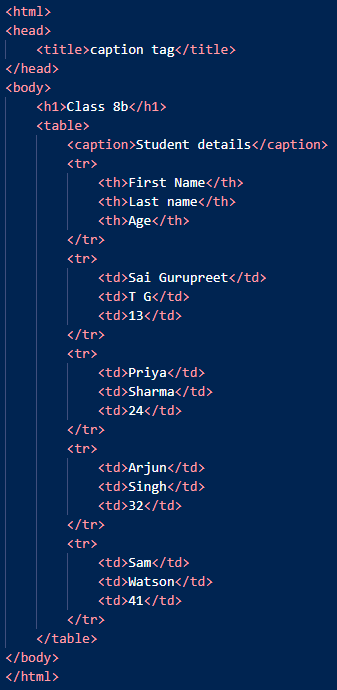 <html>
<head>
<title>caption tag</title>
</head>
<body>
<h1>Class 8b</h1>
<table>
<caption>Student details</caption>
<tr>
<th>First Name</th>
<th>Last name</th>
<th>Age</th>
</tr>
<tr>
<td>Sai Gurupreet</td>
<td>T G</td>
<td>13</td>
</tr>
<tr>
<td>Priya</td>
<td>Sharma</td>
<td>24</td>
</tr>
<tr>
<td>Arjun</td>
<td>Singh</td>
<td>32</td>
</tr>
<tr>
<td>Sam</td>
<td>Watson</td>
<td>41</td>
</tr>
</table>
</body>
</html>